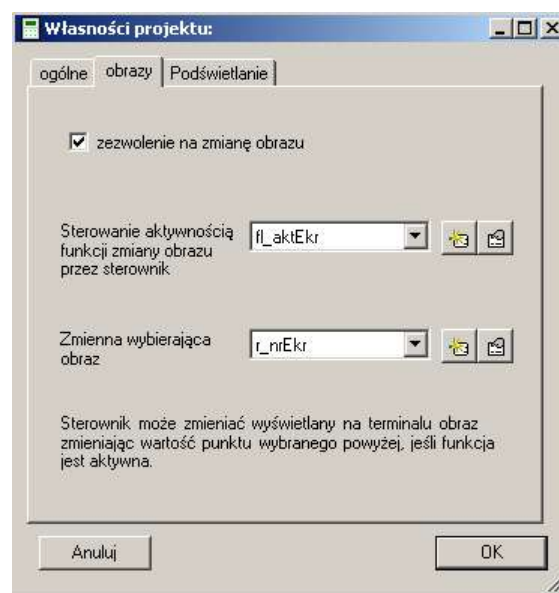 Własności projektu:
ogólne obrazy Podświetlanie
zezwolenie na zmianę obrazu
Sterowanie aktywnością
funkcji zmiany obrazu
przez sterownik
fl_aktEkr
Zmienna wybierająca
obraz
r_nrEkr
Sterownik może zmieniać wyświetlany na terminalu obraz
zmieniając wartość punktu wybranego powyżej, jeśli funkcja
jest aktywna.
Anuluj OK